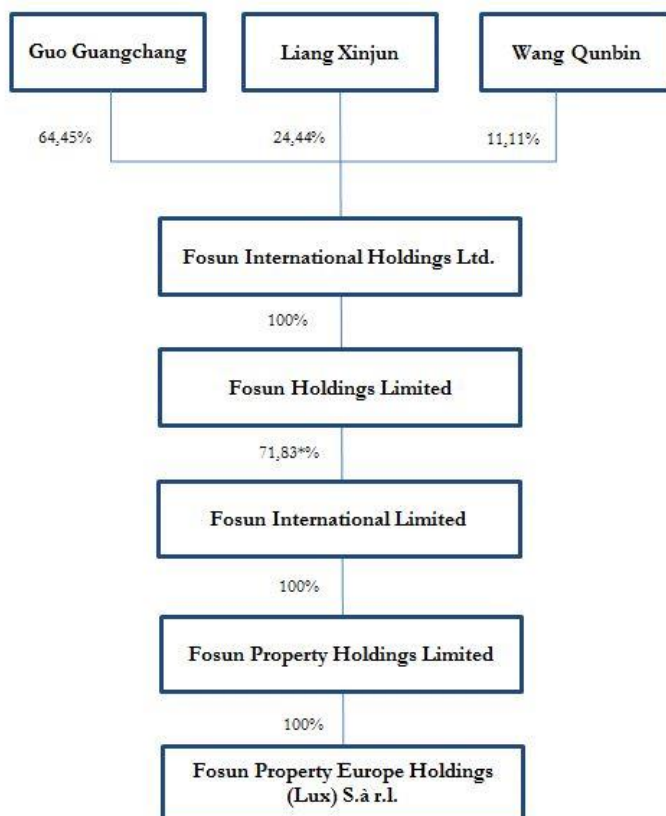 Guo Guangchang
Liang Xinjun
Wang Qunbin
64,45%
24,44%
11,11%
Fosun International Holdings Ltd.
100%
Fosun Holdings Limited
71,83*%
Fosun International Limited
100%
Fosun Property Holdings Limited
100%
Fosun Property Europe Holdings
(Lux) S.à r.l.